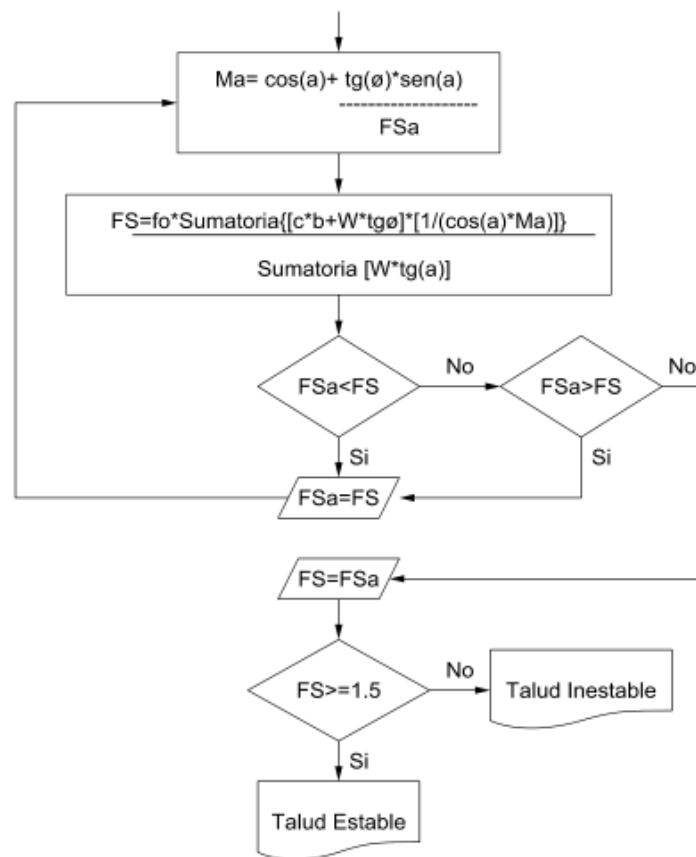 Ma= cos(a)+ tg(ø)*sen(a)
-------------------
FSa
FS=fo*Sumatoria{[c*b+W*tgø]*[1/(cos(a)*Ma)]}
Sumatoria [W*tg(a)]
FSa<FS
No
FSa>FS
No
Si
Si
FSa=FS
FS=FSa
FS>=1.5
No
Talud Inestable
Si
Talud Estable